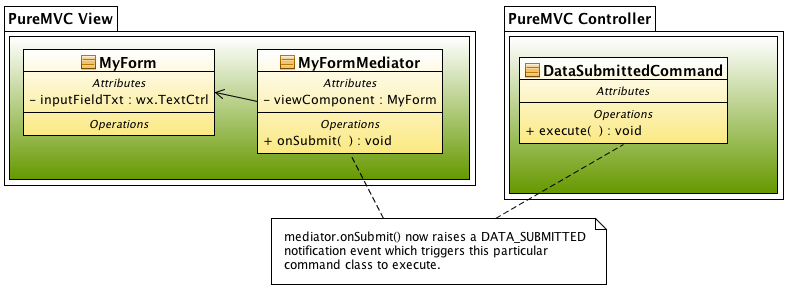 PureMVC View
MyForm
Attributes
- inputFieldTxt : wx.TextCtrl
Operations
MyFormMediator
Attributes
- viewComponent : MyForm
Operations
+ onSubmit( ) : void
PureMVC Controller
DataSubmittedCommand
Attributes
Operations
+ execute( ) : void
mediator.onSubmit() now raises a DATA_SUBMITTED
notification event which triggers this particular
command class to execute.